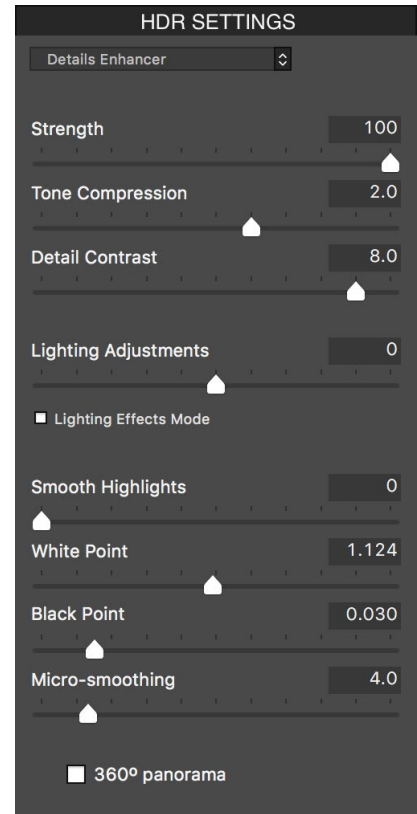 HDR SETTINGS
Details Enhancer
Strength 100
Tone Compression 2.0
Detail Contrast 8.0
Lighting Adjustments 0
Lighting Effects Mode
Smooth Highlights 0
White Point 1.124
Black Point 0.030
Micro-smoothing 4.0
360º panorama